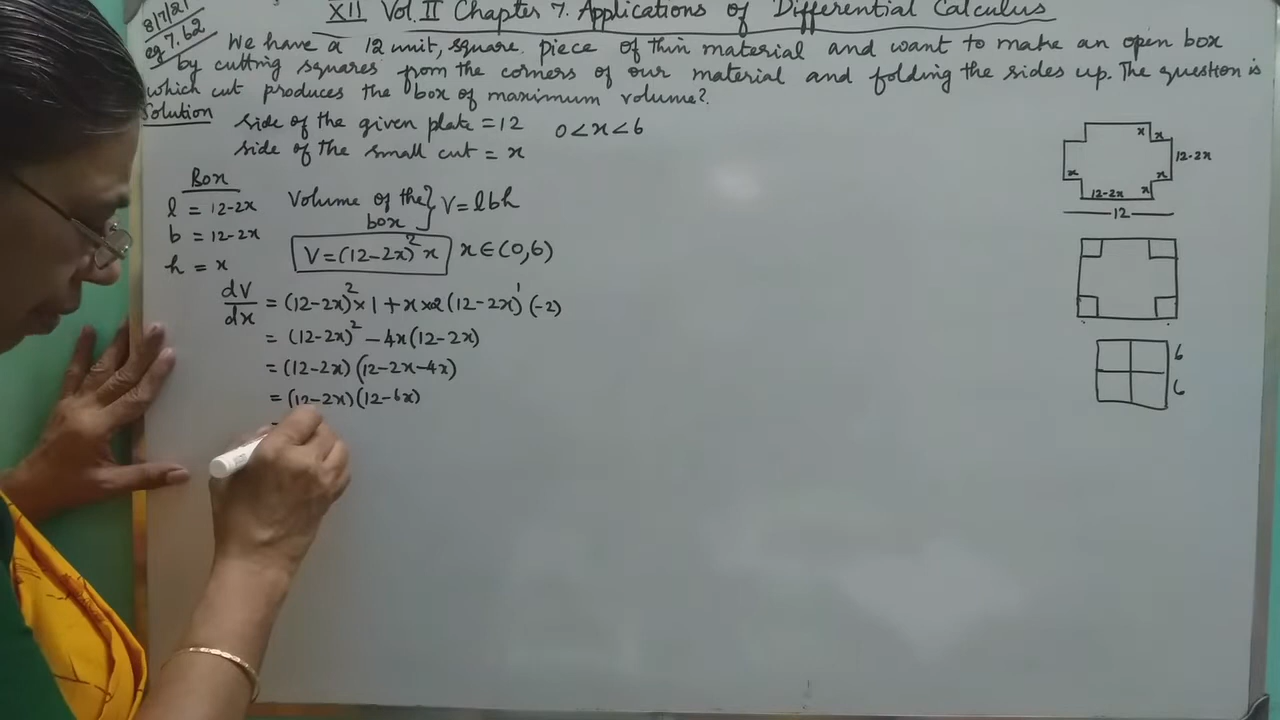 8/7/21
XII Vol. II Chapter 7. Applications of Differential Calculus
eg 7.62
We have a 12 unit, square piece of thin material and want to make an open box
by cutting squares from the corners of our material and folding the sides up. The question is
which cut produces the box of maximum volume?.
Solution
side of the given plate = 12 0<x<6
side of the small cut = x
Box
l = 12-2x
b = 12-2x
h = x
Volume of the box } V = lbh
V = (12-2x)² x x∈(0,6)
dV/dx = (12-2x)² × 1 + x × 2 (12-2x)¹ (-2)
= (12-2x)² - 4x(12-2x)
= (12-2x) (12-2x-4x)
= (12-2x) (12-6x)
=
x x
x 12-2x
x
12-2x x
12
6
6